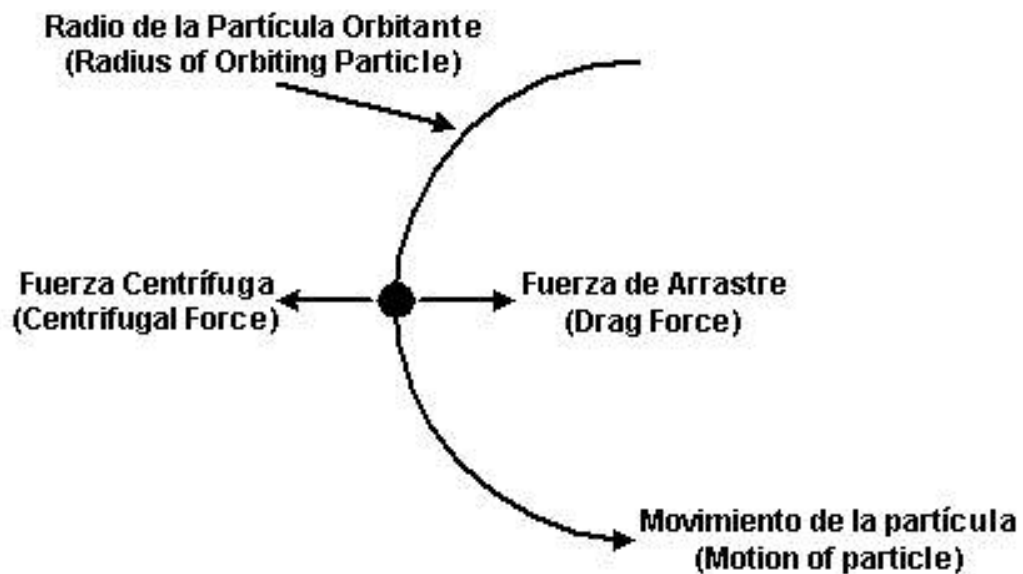 Radio de la Partícula Orbitante
(Radius of Orbiting Particle)
Fuerza Centrífuga
(Centrifugal Force)
Fuerza de Arrastre
(Drag Force)
Movimiento de la partícula
(Motion of particle)